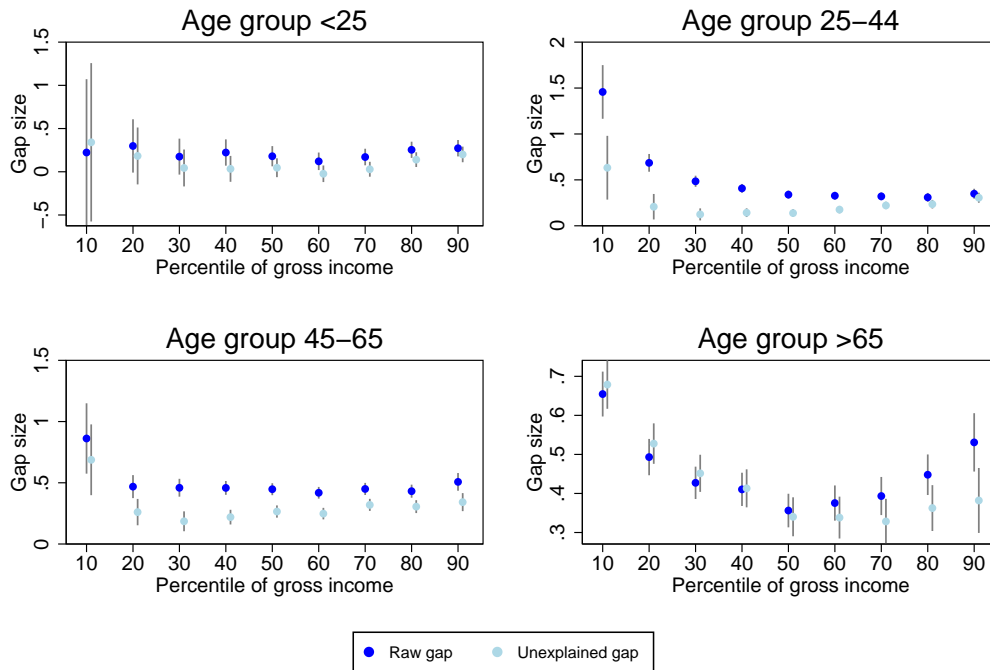 Age group <25
Gap size
1.5
1
.5
0
−.5
10 20 30 40 50 60 70 80 90
Percentile of gross income
Age group 25−44
Gap size
2
1.5
1
.5
0
10 20 30 40 50 60 70 80 90
Percentile of gross income
Age group 45−65
Gap size
1.5
1
.5
0
10 20 30 40 50 60 70 80 90
Percentile of gross income
Age group >65
Gap size
.7
.6
.5
.4
.3
10 20 30 40 50 60 70 80 90
Percentile of gross income
Raw gap Unexplained gap